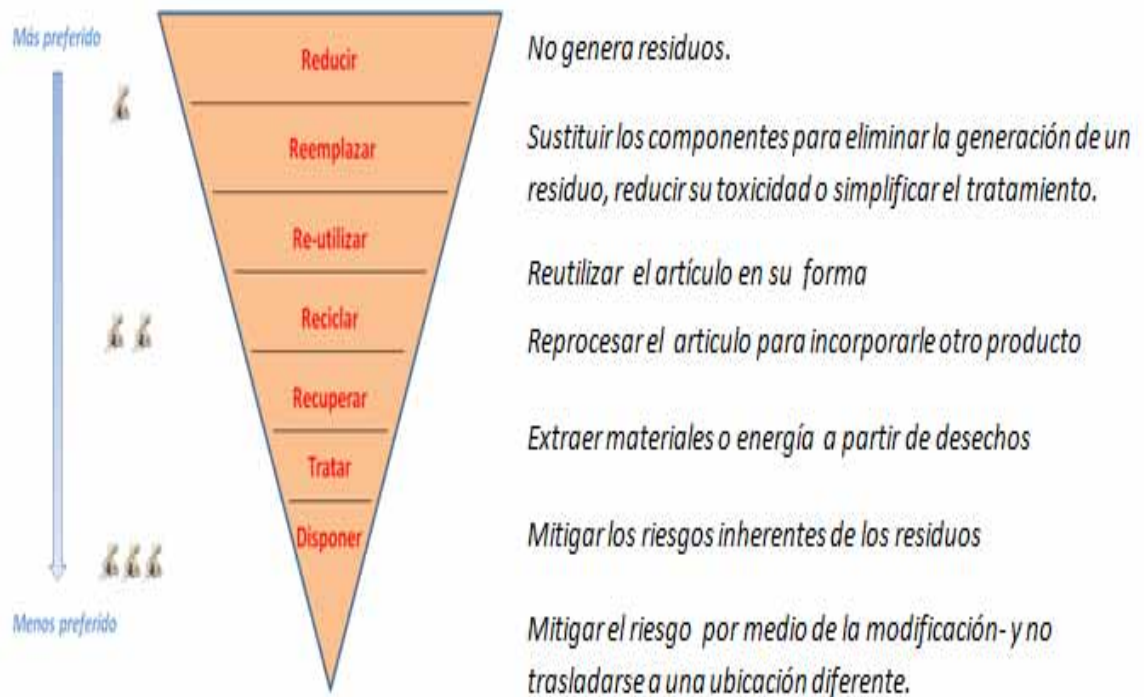 Más preferido
Reducir
No genera residuos.
Reemplazar
Sustituir los componentes para eliminar la generación de un
residuo, reducir su toxicidad o simplificar el tratamiento.
Re-utilizar
Reutilizar el artículo en su forma
Reciclar
Reprocesar el articulo para incorporarle otro producto
Recuperar
Extraer materiales o energía a partir de desechos
Tratar
Mitigar los riesgos inherentes de los residuos
Disponer
Mitigar el riesgo por medio de la modificación- y no
trasladarse a una ubicación diferente.
Menos preferido